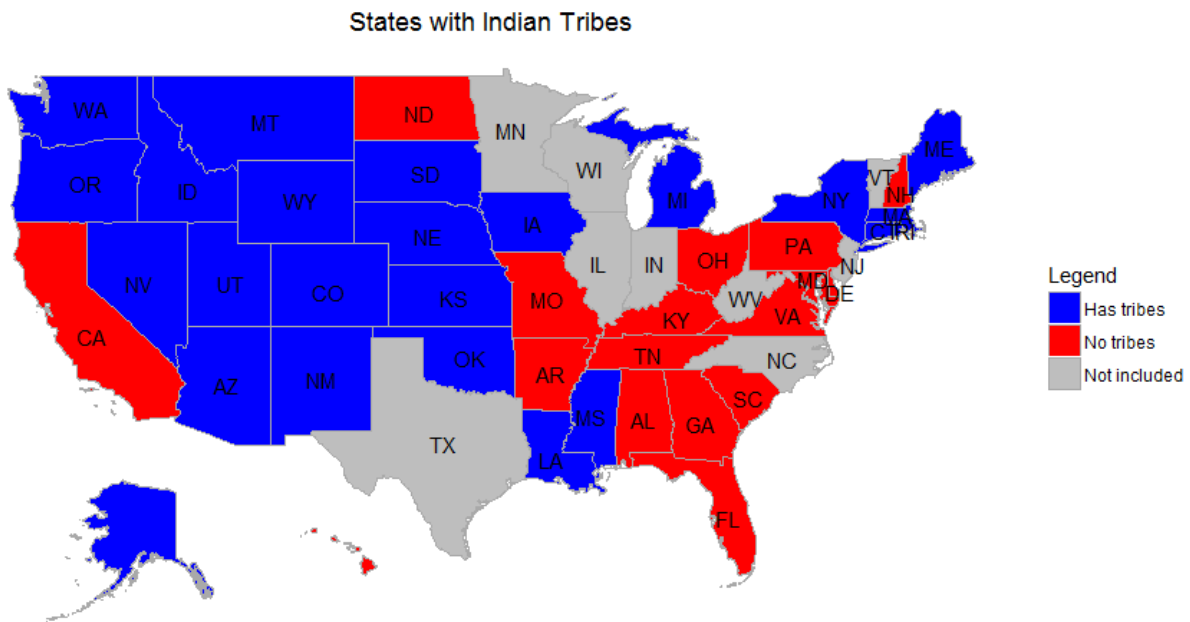 States with Indian Tribes
WA
MT
ND
MN
ME
OR
ID
WY
SD
WI
MI
VT
NH
NY
MA
CT
RI
IA
NE
PA
NJ
NV
UT
CO
KS
MO
IL
IN
OH
WV
MD
DE
VA
KY
CA
AZ
NM
OK
AR
TN
NC
SC
MS
AL
GA
TX
LA
FL
Legend
Has tribes
No tribes
Not included